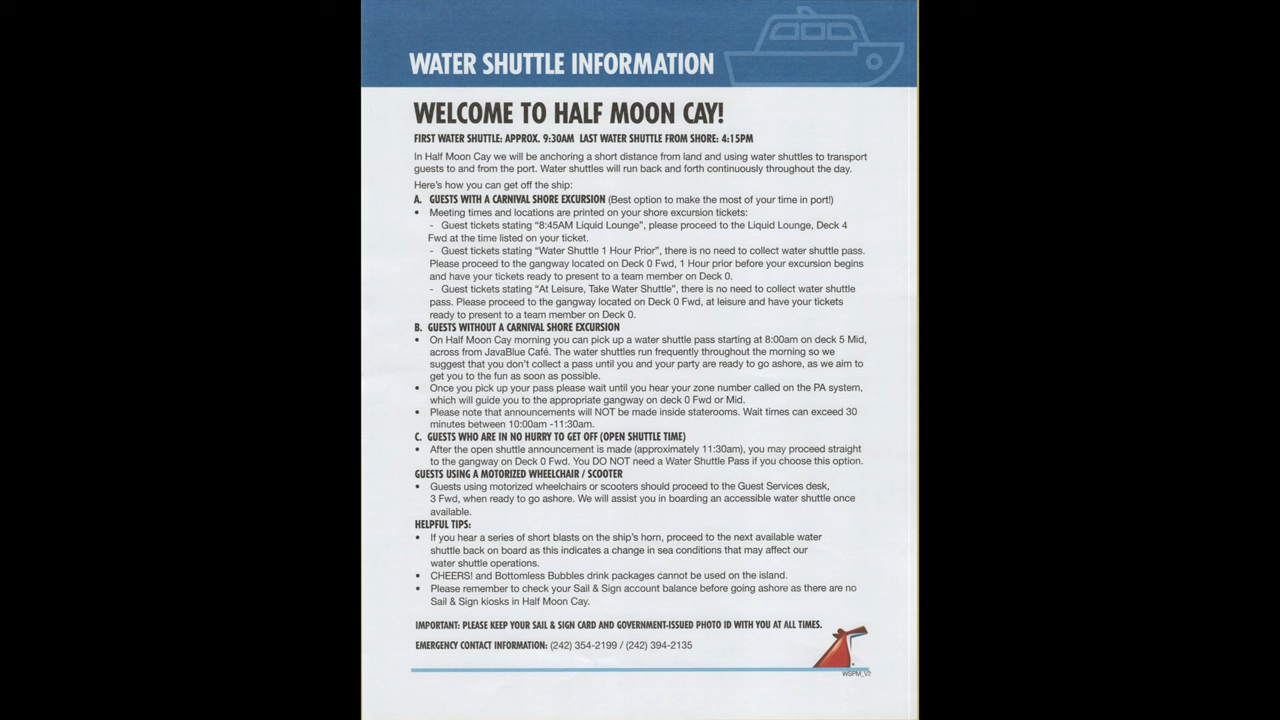 WATER SHUTTLE INFORMATION
WELCOME TO HALF MOON CAY!
FIRST WATER SHUTTLE: APPROX. 9:30AM LAST WATER SHUTTLE FROM SHORE: 4:15PM
In Half Moon Cay we will be anchoring a short distance from land and using water shuttles to transport
guests to and from the port. Water shuttles will run back and forth continuously throughout the day.
Here's how you can get off the ship:
A. GUESTS WITH A CARNIVAL SHORE EXCURSION (Best option to make the most of your time in port!)
• Meeting times and locations are printed on your shore excursion tickets:
- Guest tickets stating "8:45AM Liquid Lounge", please proceed to the Liquid Lounge, Deck 4
Fwd at the time listed on your ticket.
- Guest tickets stating "Water Shuttle 1 Hour Prior", there is no need to collect water shuttle pass.
Please proceed to the gangway located on Deck 0 Fwd, 1 Hour prior before your excursion begins
and have your tickets ready to present to a team member on Deck 0.
- Guest tickets stating "At Leisure, Take Water Shuttle", there is no need to collect water shuttle
pass. Please proceed to the gangway located on Deck 0 Fwd, at leisure and have your tickets
ready to present to a team member on Deck 0.
B. GUESTS WITHOUT A CARNIVAL SHORE EXCURSION
• On Half Moon Cay morning you can pick up a water shuttle pass starting at 8:00am on deck 5 Mid,
across from JavaBlue Café. The water shuttles run frequently throughout the morning so we
suggest that you don't collect a pass until you and your party are ready to go ashore, as we aim to
get you to the fun as soon as possible.
• Once you pick up your pass please wait until you hear your zone number called on the PA system,
which will guide you to the appropriate gangway on deck 0 Fwd or Mid.
• Please note that announcements will NOT be made inside staterooms. Wait times can exceed 30
minutes between 10:00am -11:30am.
C. GUESTS WHO ARE IN NO HURRY TO GET OFF (OPEN SHUTTLE TIME)
• After the open shuttle announcement is made (approximately 11:30am), you may proceed straight
to the gangway on Deck 0 Fwd. You DO NOT need a Water Shuttle Pass if you choose this option.
GUESTS USING A MOTORIZED WHEELCHAIR / SCOOTER
• Guests using motorized wheelchairs or scooters should proceed to the Guest Services desk,
3 Fwd, when ready to go ashore. We will assist you in boarding an accessible water shuttle once
available.
HELPFUL TIPS:
• If you hear a series of short blasts on the ship's horn, proceed to the next available water
shuttle back on board as this indicates a change in sea conditions that may affect our
water shuttle operations.
• CHEERS! and Bottomless Bubbles drink packages cannot be used on the island.
• Please remember to check your Sail & Sign account balance before going ashore as there are no
Sail & Sign kiosks in Half Moon Cay.
IMPORTANT: PLEASE KEEP YOUR SAIL & SIGN CARD AND GOVERNMENT-ISSUED PHOTO ID WITH YOU AT ALL TIMES.
EMERGENCY CONTACT INFORMATION: (242) 354-2199 / (242) 394-2135